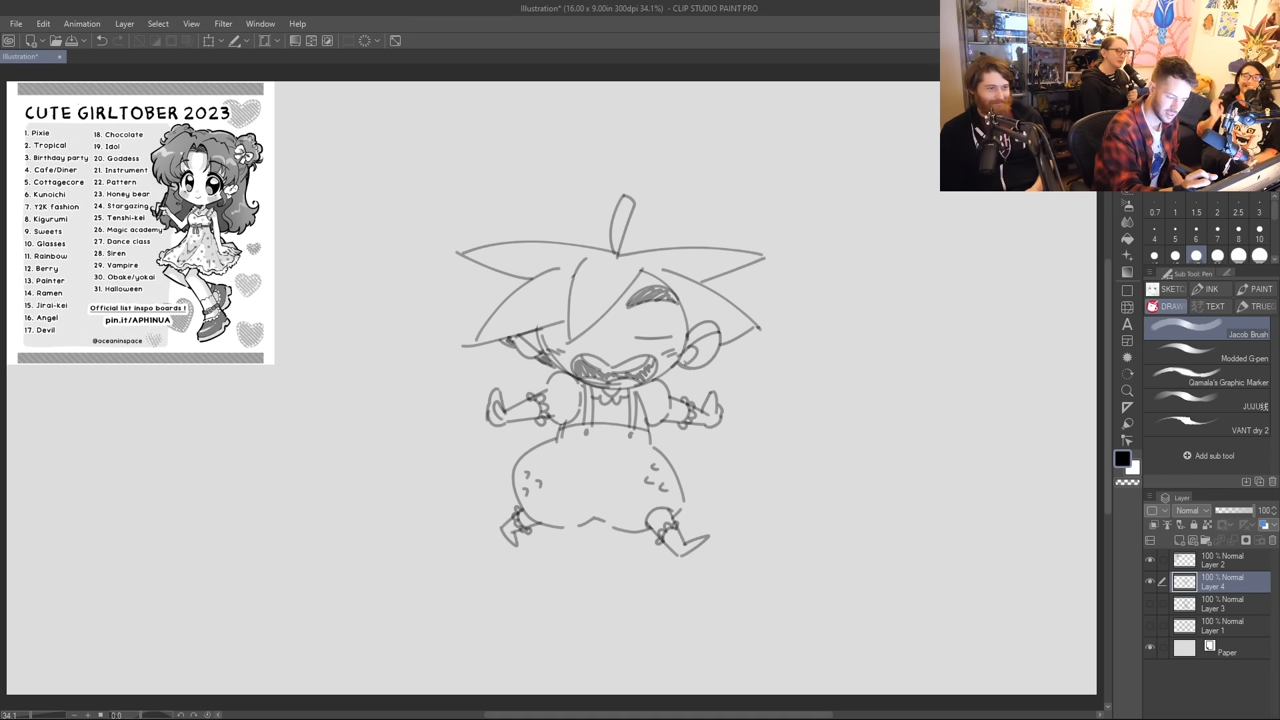 Illustration* (16.00 x 9.00in 300dpi 34.1%) - CLIP STUDIO PAINT PRO
File Edit Animation Layer Select View Filter Window Help
Illustration*
CUTE GIRLTOBER 2023
1. Pixie
2. Tropical
3. Birthday party
4. Cafe/Diner
5. Cottagecore
6. Kunoichi
7. Y2K fashion
8. Kigurumi
9. Sweets
10. Glasses
11. Rainbow
12. Berry
13. Painter
14. Ramen
15. Jirai-kei
16. Angel
17. Devil
18. Chocolate
19. Idol
20. Goddess
21. Instrument
22. Pattern
23. Honey bear
24. Stargazing
25. Tenshi-kei
26. Magic academy
27. Dance class
28. Siren
29. Vampire
30. Obake/yokai
31. Halloween
Official list inspo boards !
pin.it/APHINUA
@oceaninspace
0.7 1 1.5 2 2.5 3
4 5 6 7 8 10
Sub Tool: Pen
SKETC INK PAINT
DRAW TEXT TRUE
Jacob Brush
Modded G-pen
Qamala's Graphic Marker
VANT dry 2
Add sub tool
Layer
Normal 100
100 % Normal
Layer 2
100 % Normal
Layer 4
100 % Normal
Layer 3
100 % Normal
Layer 1
Paper
34.1 0.0